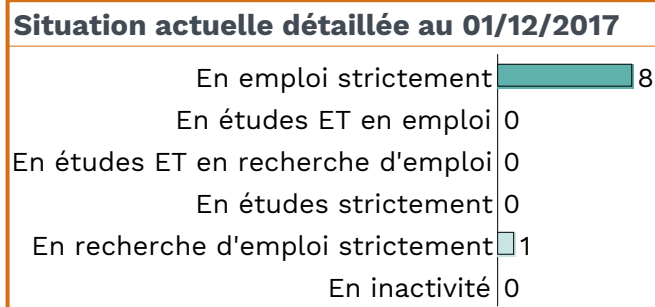 Situation actuelle détaillée au 01/12/2017
En emploi strictement 8
En études ET en emploi 0
En études ET en recherche d'emploi 0
En études strictement 0
En recherche d'emploi strictement 1
En inactivité 0